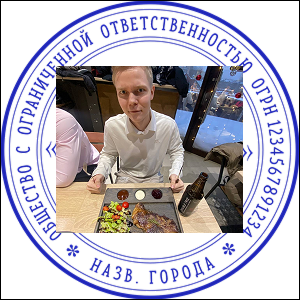 ОБЩЕСТВО С ОГРАНИЧЕННОЙ ОТВЕТСТВЕННОСТЬЮ ОГРН 1234567891234
« »
* НАЗВ. ГОРОДА *